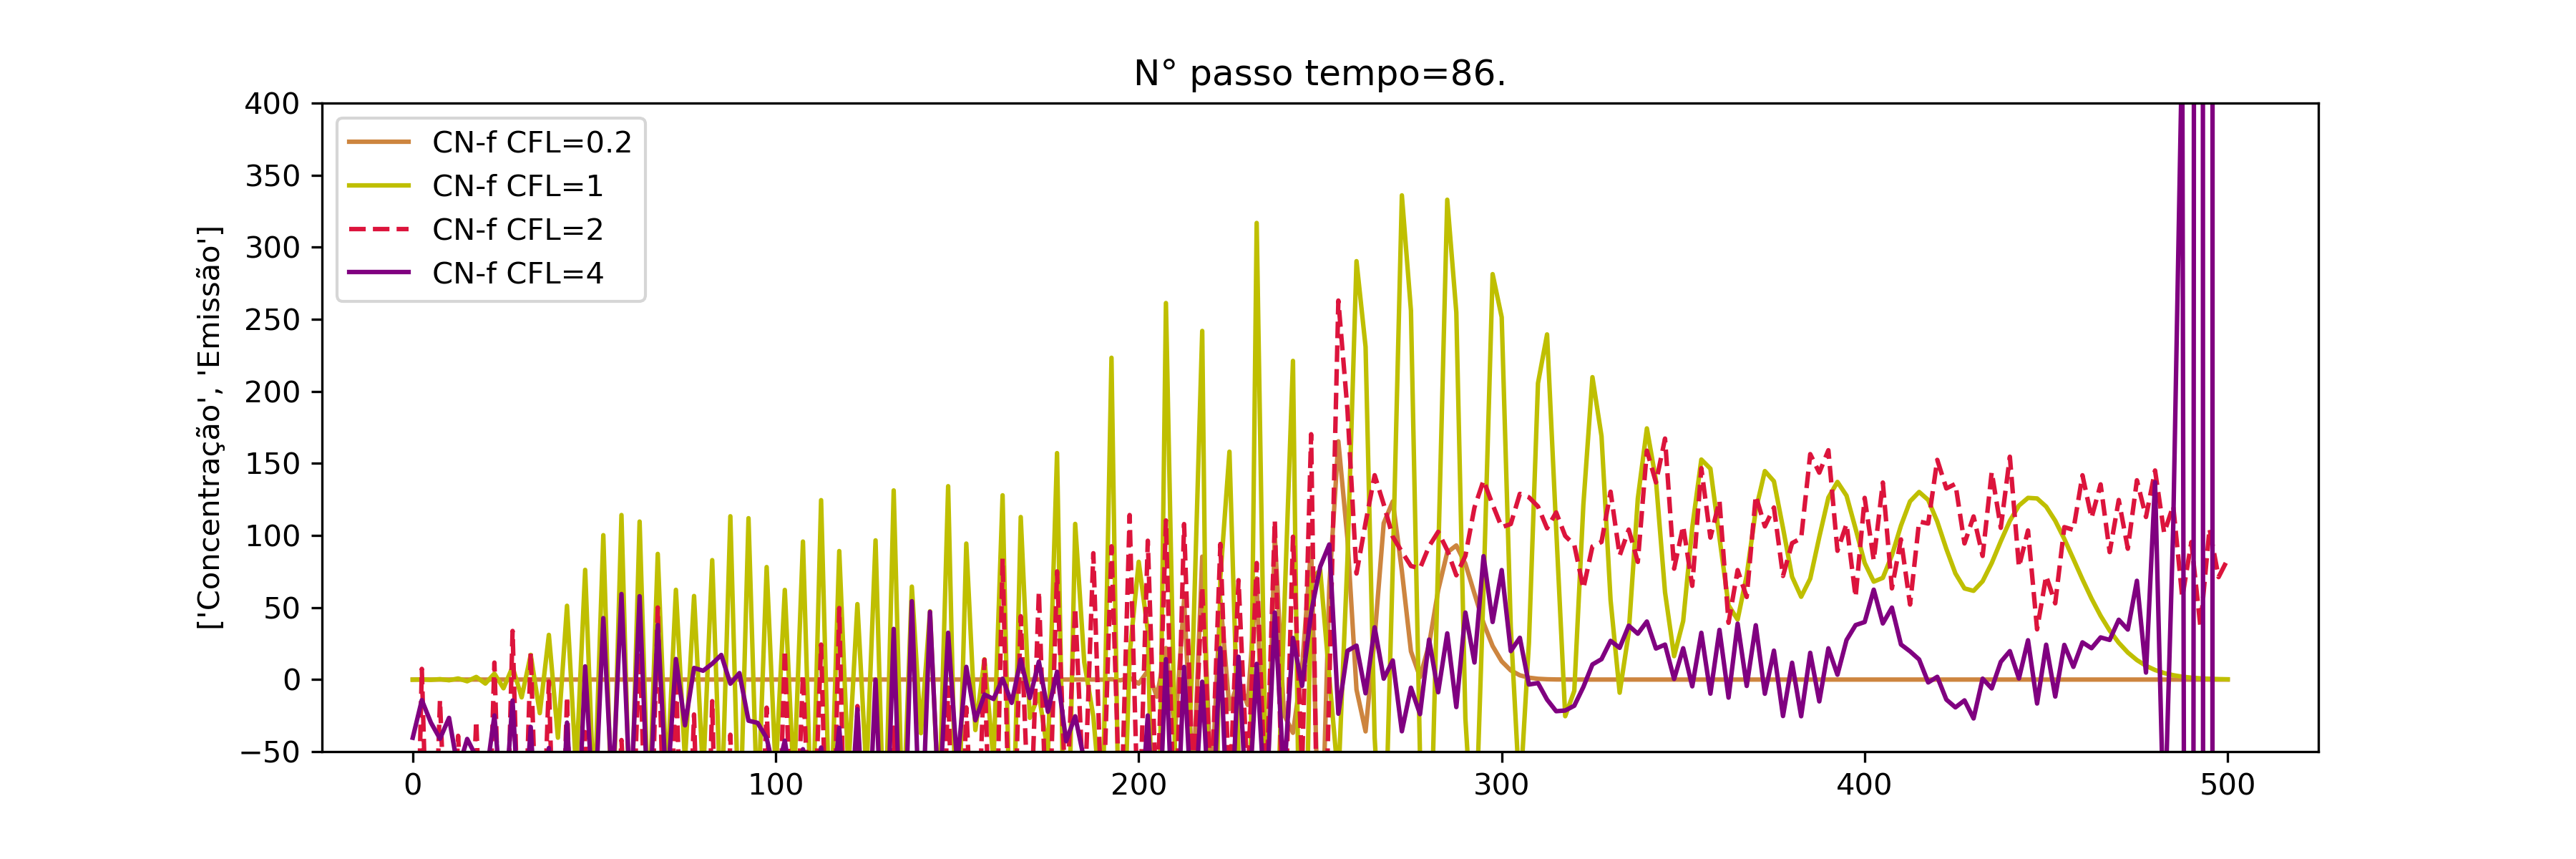 N° passo tempo=86.
['Concentração', 'Emissão']
400
350
300
250
200
150
100
50
0
−50
CN-f CFL=0.2
CN-f CFL=1
CN-f CFL=2
CN-f CFL=4
0 100 200 300 400 500